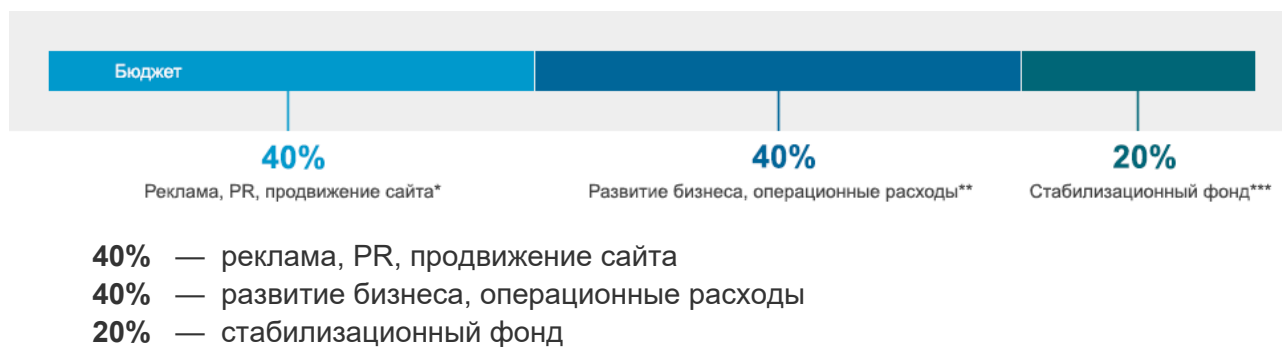 Бюджет
40% 40% 20%
Реклама, PR, продвижение сайта* Развитие бизнеса, операционные расходы** Стабилизационный фонд***
40% — реклама, PR, продвижение сайта
40% — развитие бизнеса, операционные расходы
20% — стабилизационный фонд